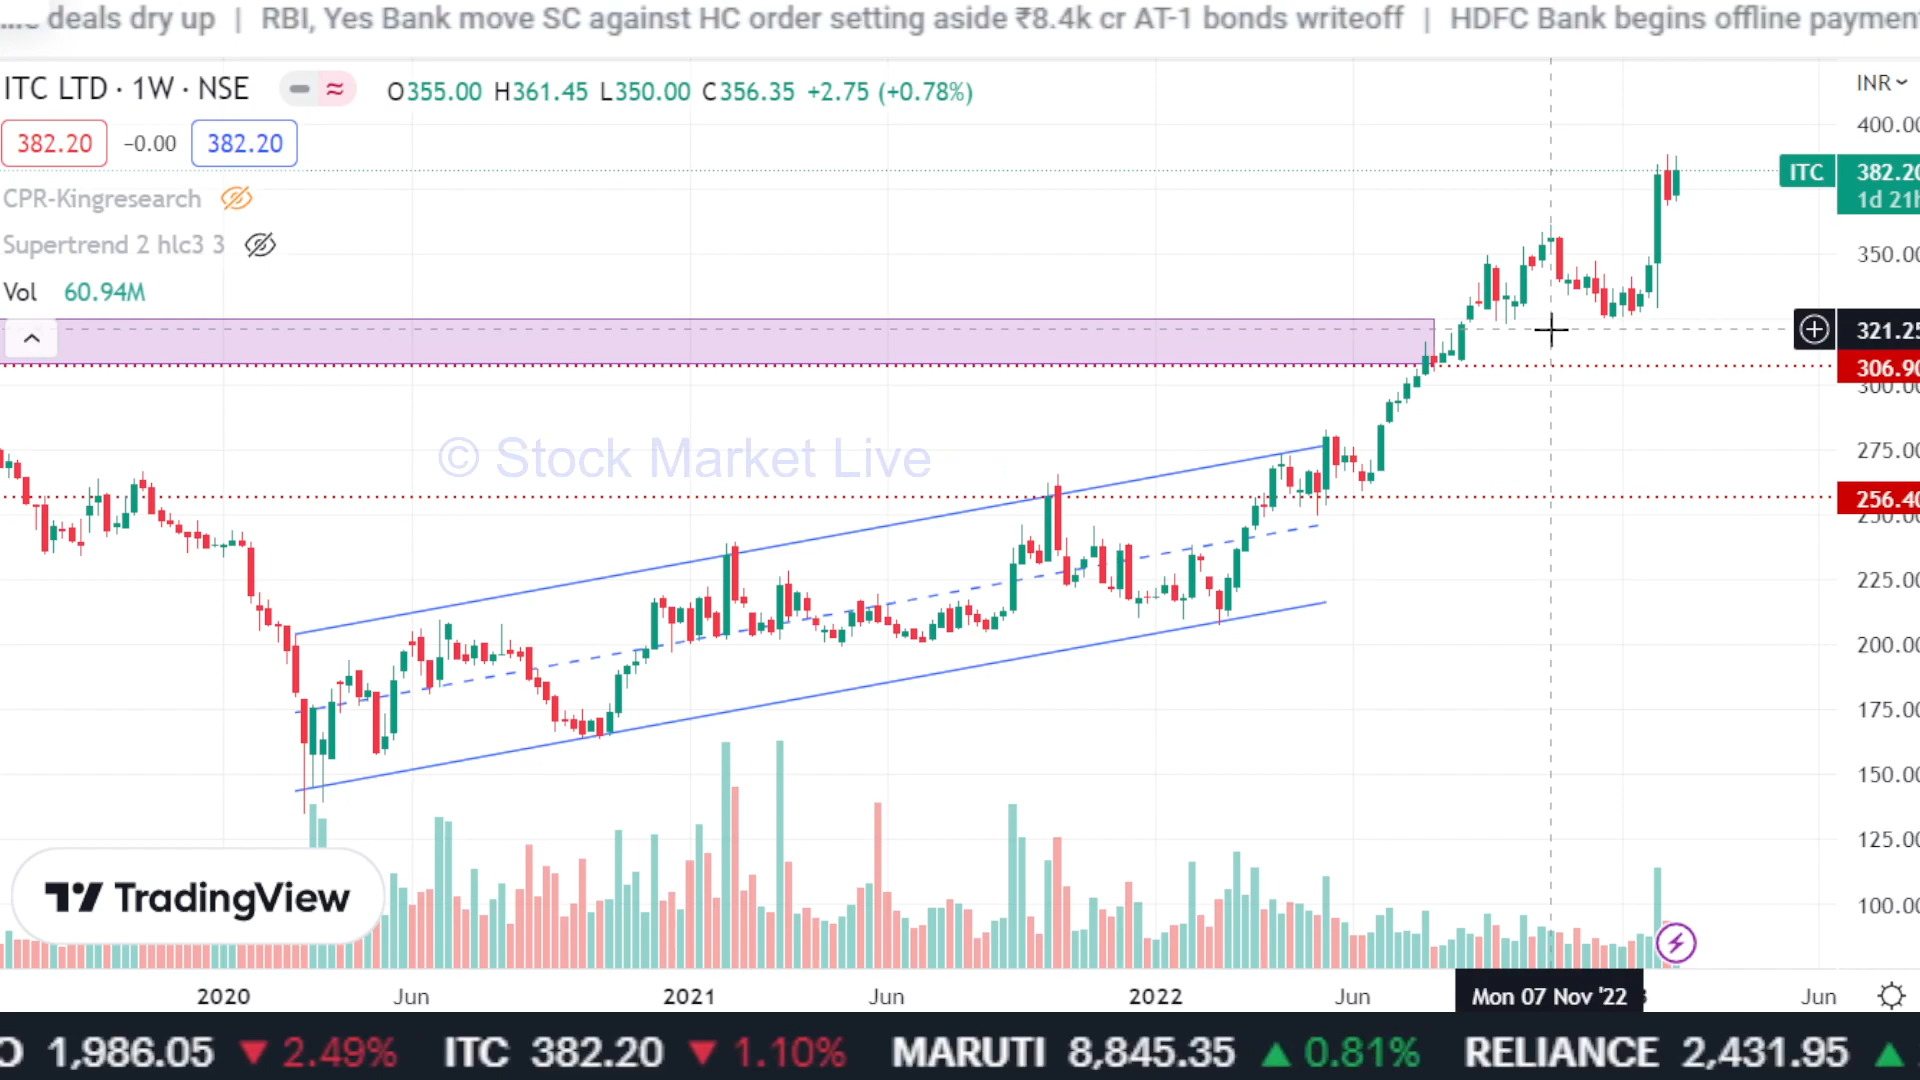 deals dry up | RBI, Yes Bank move SC against HC order setting aside ₹8.4k cr AT-1 bonds writeoff | HDFC Bank begins offline paymen
ITC LTD · 1W · NSE O355.00 H361.45 L350.00 C356.35 +2.75 (+0.78%) INR
382.20 −0.00 382.20
400.00
ITC 382.20
1d 21h
CPR-Kingresearch
Supertrend 2 hlc3 3
350.00
Vol 60.94M
321.25
306.90
300.00
© Stock Market Live
275.00
256.40
250.00
225.00
200.00
175.00
150.00
125.00
TradingView
100.00
2020 Jun 2021 Jun 2022 Jun Mon 07 Nov '22 Jun
O 1,986.05 ▼ 2.49% ITC 382.20 ▼ 1.10% MARUTI 8,845.35 ▲ 0.81% RELIANCE 2,431.95 ▲